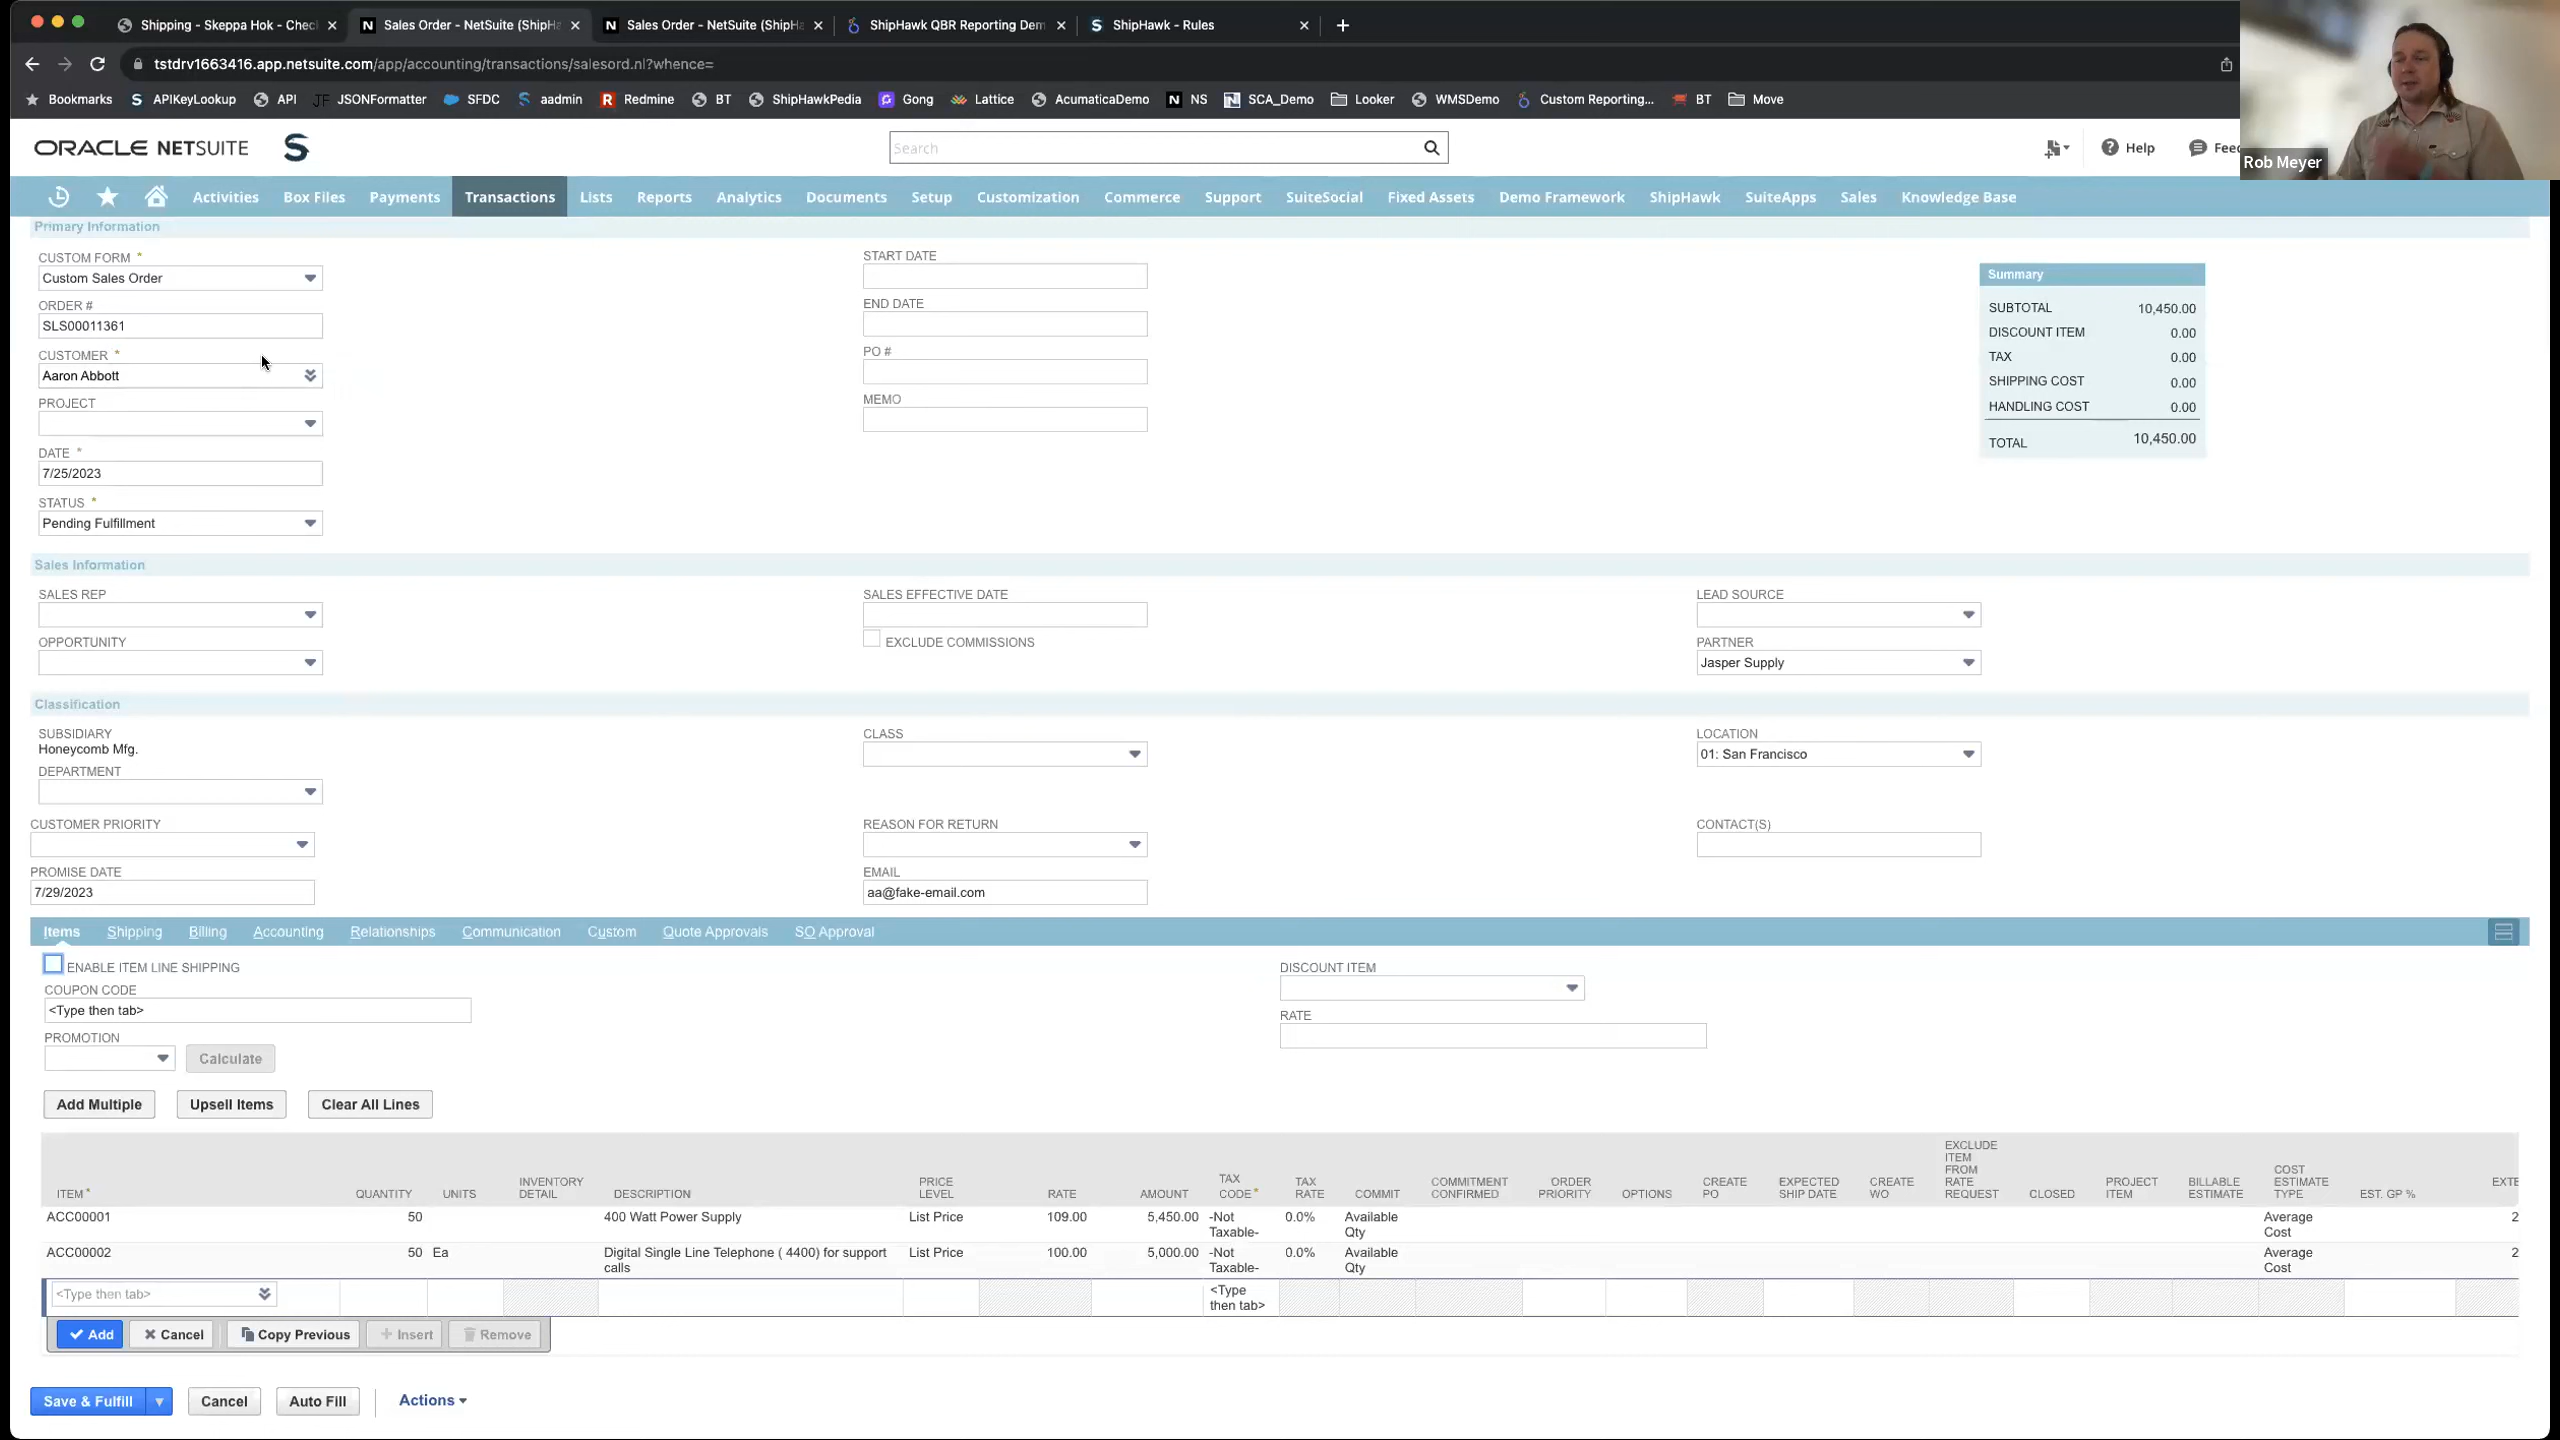 Shipping - Skeppa Hok - Chec
Sales Order - NetSuite (ShipHa
Sales Order - NetSuite (ShipHa
ShipHawk QBR Reporting Dem
ShipHawk - Rules
tstdrv1663416.app.netsuite.com/app/accounting/transactions/salesord.nl?whence=
Bookmarks APIKeyLookup API JSONFormatter SFDC aadmin Redmine BT ShipHawkPedia Gong Lattice AcumaticaDemo NS SCA_Demo Looker WMSDemo Custom Reporting... BT Move
ORACLE NETSUITE
Search
Help
Feed
Rob Meyer
Activities Box Files Payments Transactions Lists Reports Analytics Documents Setup Customization Commerce Support SuiteSocial Fixed Assets Demo Framework ShipHawk SuiteApps Sales Knowledge Base
Primary Information
CUSTOM FORM *
Custom Sales Order
ORDER #
SLS00011361
CUSTOMER *
Aaron Abbott
PROJECT
DATE *
7/25/2023
STATUS *
Pending Fulfillment
START DATE
END DATE
PO #
MEMO
Summary
SUBTOTAL 10,450.00
DISCOUNT ITEM 0.00
TAX 0.00
SHIPPING COST 0.00
HANDLING COST 0.00
TOTAL 10,450.00
Sales Information
SALES REP
OPPORTUNITY
SALES EFFECTIVE DATE
EXCLUDE COMMISSIONS
LEAD SOURCE
PARTNER
Jasper Supply
Classification
SUBSIDIARY
Honeycomb Mfg.
DEPARTMENT
CLASS
LOCATION
01: San Francisco
CUSTOMER PRIORITY
REASON FOR RETURN
CONTACT(S)
PROMISE DATE
7/29/2023
EMAIL
aa@fake-email.com
Items Shipping Billing Accounting Relationships Communication Custom Quote Approvals SO Approval
ENABLE ITEM LINE SHIPPING
COUPON CODE
<Type then tab>
PROMOTION
Calculate
DISCOUNT ITEM
RATE
Add Multiple Upsell Items Clear All Lines
ITEM * QUANTITY UNITS INVENTORY DETAIL DESCRIPTION PRICE LEVEL RATE AMOUNT TAX CODE * TAX RATE COMMIT COMMITMENT CONFIRMED ORDER PRIORITY OPTIONS CREATE PO EXPECTED SHIP DATE CREATE WO EXCLUDE ITEM FROM RATE REQUEST CLOSED PROJECT ITEM BILLABLE ESTIMATE COST ESTIMATE TYPE EST. GP % EXTE
ACC00001 50 400 Watt Power Supply List Price 109.00 5,450.00 -Not Taxable- 0.0% Available Qty Average Cost 2
ACC00002 50 Ea Digital Single Line Telephone ( 4400) for support calls List Price 100.00 5,000.00 -Not Taxable- 0.0% Available Qty Average Cost 2
<Type then tab> <Type then tab>
Add Cancel Copy Previous Insert Remove
Save & Fulfill Cancel Auto Fill Actions